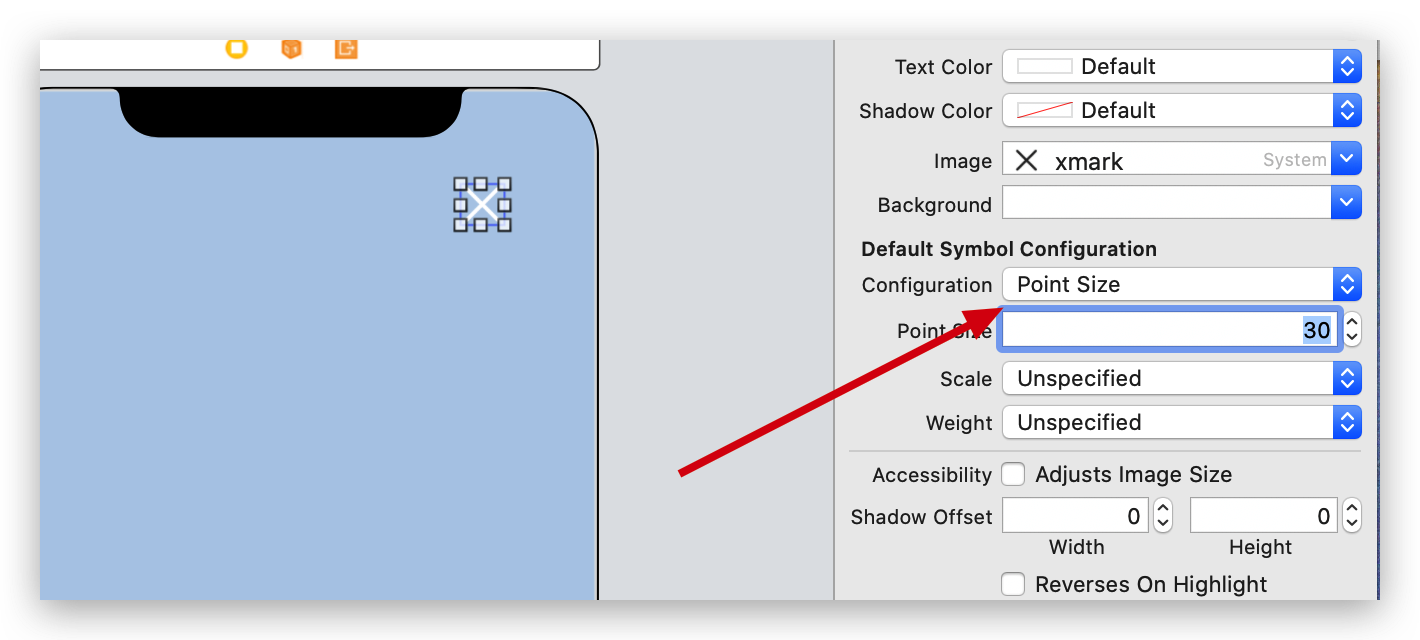 Text Color Default
Shadow Color Default
Image xmark System
Background
Default Symbol Configuration
Configuration Point Size
Point Size 30
Scale Unspecified
Weight Unspecified
Accessibility Adjusts Image Size
Shadow Offset 0 0
Width Height
Reverses On Highlight